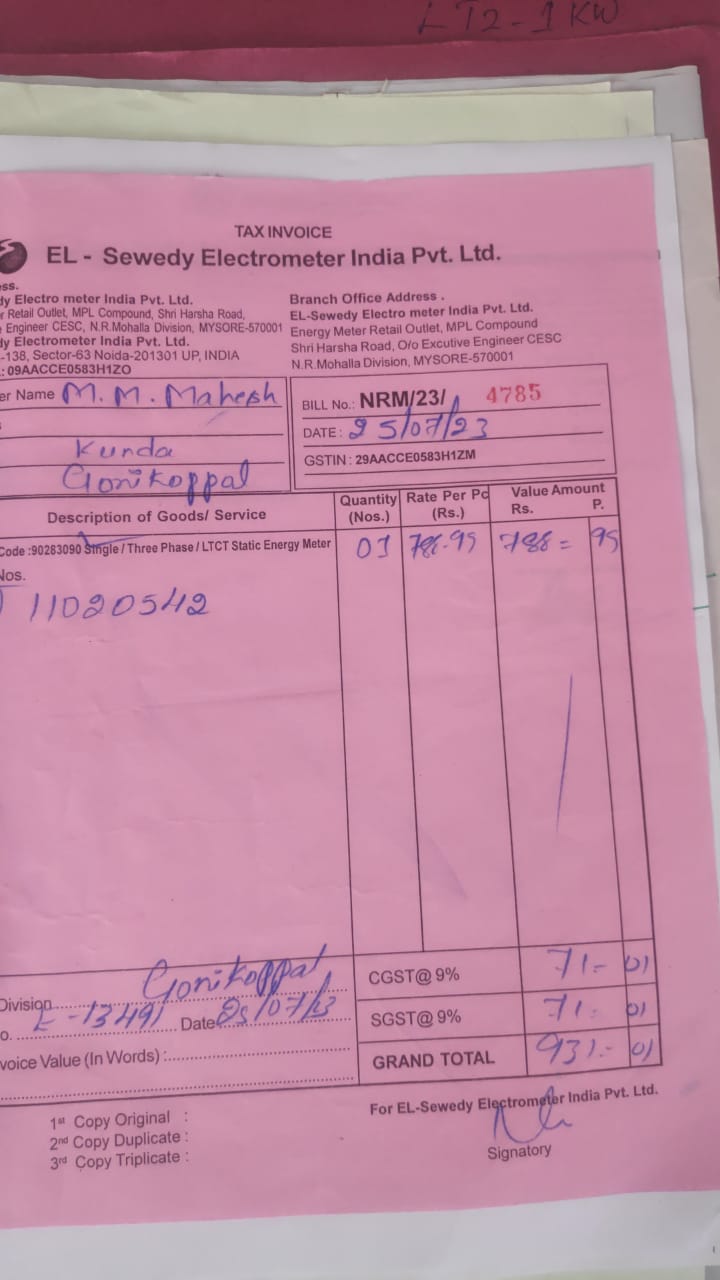 LT2-1KW
TAX INVOICE
EL - Sewedy Electrometer India Pvt. Ltd.
ss.
dy Electro meter India Pvt. Ltd.
r Retail Outlet, MPL Compound, Shri Harsha Road,
Engineer CESC, N.R.Mohalla Division, MYSORE-570001
dy Electrometer India Pvt. Ltd.
-138, Sector-63 Noida-201301 UP, INDIA
: 09AACCE0583H1ZO
Branch Office Address .
EL-Sewedy Electro meter India Pvt. Ltd.
Energy Meter Retail Outlet, MPL Compound
Shri Harsha Road, O/o Excutive Engineer CESC
N.R.Mohalla Division, MYSORE-570001
er Name M. M. Mahesh
Kunda
Gonikoppal
BILL No.: NRM/23/ 4785
DATE : 25/07/23
GSTIN : 29AACCE0583H1ZM
Description of Goods/ Service Quantity (Nos.) Rate Per Pc (Rs.) Value Amount Rs. P.
Code :90283090 Single / Three Phase / LTCT Static Energy Meter 01 788.95 788 = 95
Nos.
11020542
Division Gonikoppal
o. E-13491 Date 25/07/23
voice Value (In Words) :
CGST@ 9% 71.- 01
SGST@ 9% 71. 01
GRAND TOTAL 931.- 01
For EL-Sewedy Electrometer India Pvt. Ltd.
Signatory
1st Copy Original :
2nd Copy Duplicate :
3rd Copy Triplicate :